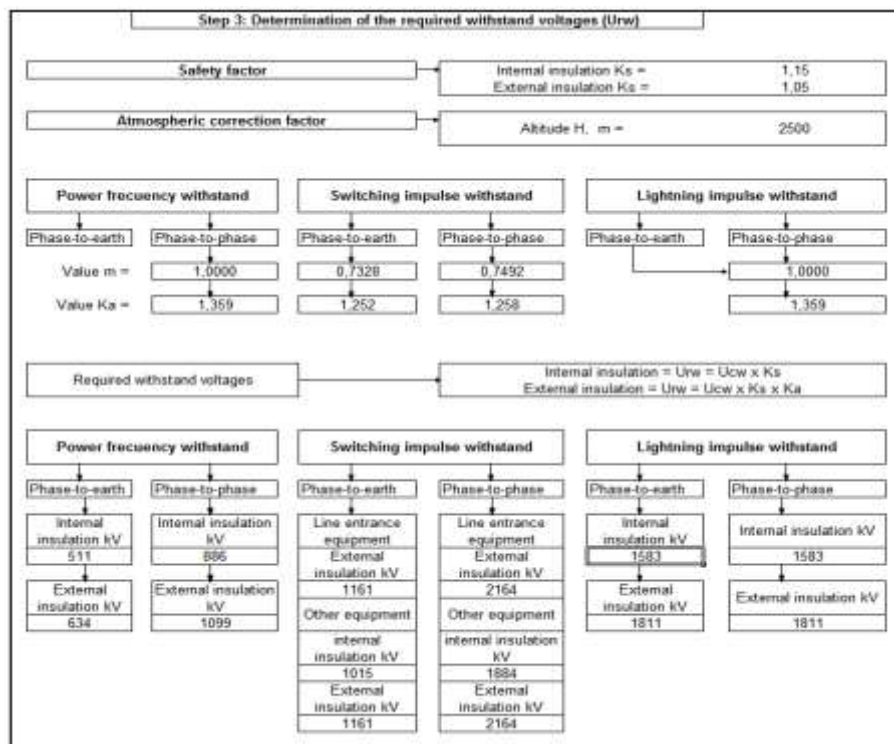 Step 3: Determination of the required withstand voltages (Urw)
Safety factor
Internal insulation Ks = 1,15
External insulation Ks = 1,05
Atmospheric correction factor
Altitude H, m = 2500
Power frecuency withstand
Switching impulse withstand
Lightning impulse withstand
Phase-to-earth Phase-to-phase Phase-to-earth Phase-to-phase Phase-to-earth Phase-to-phase
Value m = 1,0000 0,7328 0,7492 1,0000
Value Ka = 1,359 1,252 1,258 1,359
Required withstand voltages
Internal insulation = Urw = Ucw x Ks
External insulation = Urw = Ucw x Ks x Ka
Power frecuency withstand
Switching impulse withstand
Lightning impulse withstand
Phase-to-earth
Internal
insulation kV
511
External
insulation kV
634
Phase-to-phase
Internal insulation
kV
886
External insulation
kV
1099
Phase-to-earth
Line entrance
equipment
External
insulation kV
1161
Other equipment
internal
insulation kV
1015
External
insulation kV
1161
Phase-to-phase
Line entrance
equipment
External
insulation kV
2164
Other equipment
internal insulation
kV
1884
External
insulation kV
2164
Phase-to-earth
Internal
insulation kV
1583
External
insulation kV
1811
Phase-to-phase
Internal insulation kV
1583
External insulation kV
1811